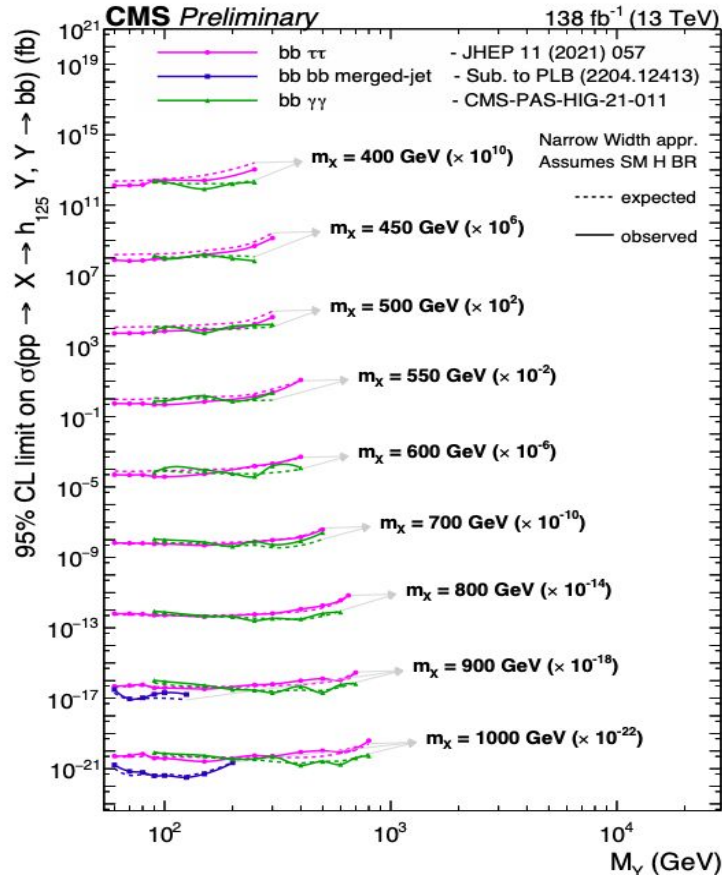 CMS Preliminary 138 fb⁻¹ (13 TeV)
bb ττ - JHEP 11 (2021) 057
bb bb merged-jet - Sub. to PLB (2204.12413)
bb γγ - CMS-PAS-HIG-21-011
Narrow Width appr.
Assumes SM H BR
expected
observed
95% CL limit on σ(pp → X → h₁₂₅ Y, Y → bb) (fb)
10²¹
10¹⁹
10¹⁵
10¹¹
10⁷
10³
10⁻¹
10⁻⁵
10⁻⁹
10⁻¹³
10⁻¹⁷
10⁻²¹
m_X = 400 GeV (× 10¹⁰)
m_X = 450 GeV (× 10⁶)
m_X = 500 GeV (× 10²)
m_X = 550 GeV (× 10⁻²)
m_X = 600 GeV (× 10⁻⁶)
m_X = 700 GeV (× 10⁻¹⁰)
m_X = 800 GeV (× 10⁻¹⁴)
m_X = 900 GeV (× 10⁻¹⁸)
m_X = 1000 GeV (× 10⁻²²)
10² 10³ 10⁴
M_Y (GeV)